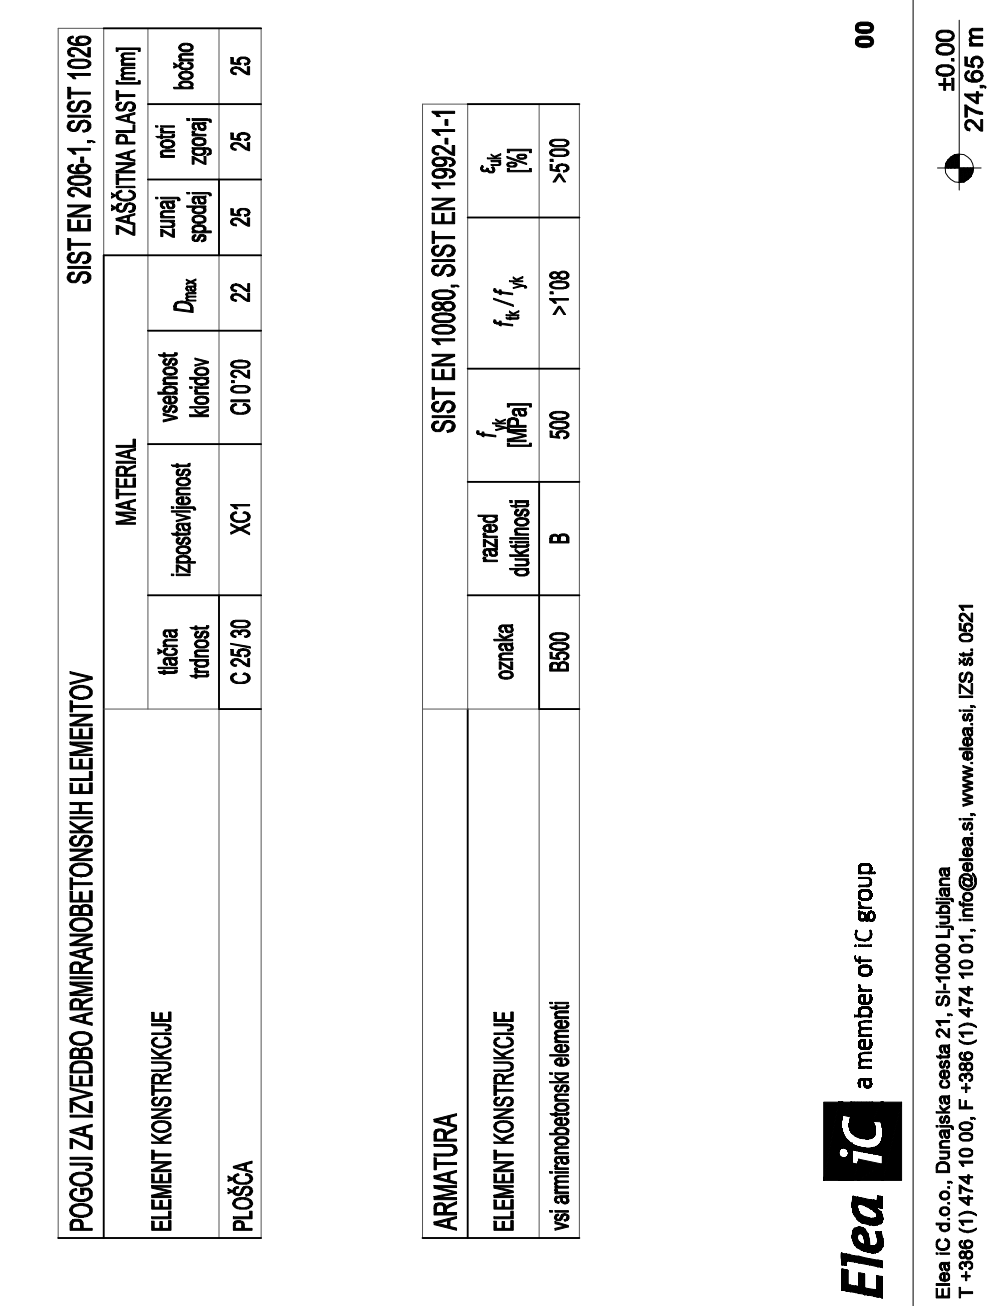 POGOJI ZA IZVEDBO ARMIRANOBETONSKIH ELEMENTOV SIST EN 206-1, SIST 1026
ELEMENT KONSTRUKCIJE MATERIAL ZAŠČITNA PLAST [mm]
tlačna trdnost izpostavljenost vsebnost kloridov Dmax zunaj spodaj notri zgoraj bočno
PLOŠČA C 25/ 30 XC1 Cl 0˙20 22 25 25 25
ARMATURA SIST EN 10080, SIST EN 1992-1-1
ELEMENT KONSTRUKCIJE oznaka razred duktilnosti fyk [MPa] ftk / fyk εuk [%]
vsi armiranobetonski elementi B500 B 500 >1˙08 >5˙00
Elea iC a member of iC group 00
Elea iC d.o.o., Dunajska cesta 21, SI-1000 Ljubljana
T +386 (1) 474 10 00, F +386 (1) 474 10 01, info@elea.si, www.elea.si, IZS št. 0521
±0.00
274,65 m